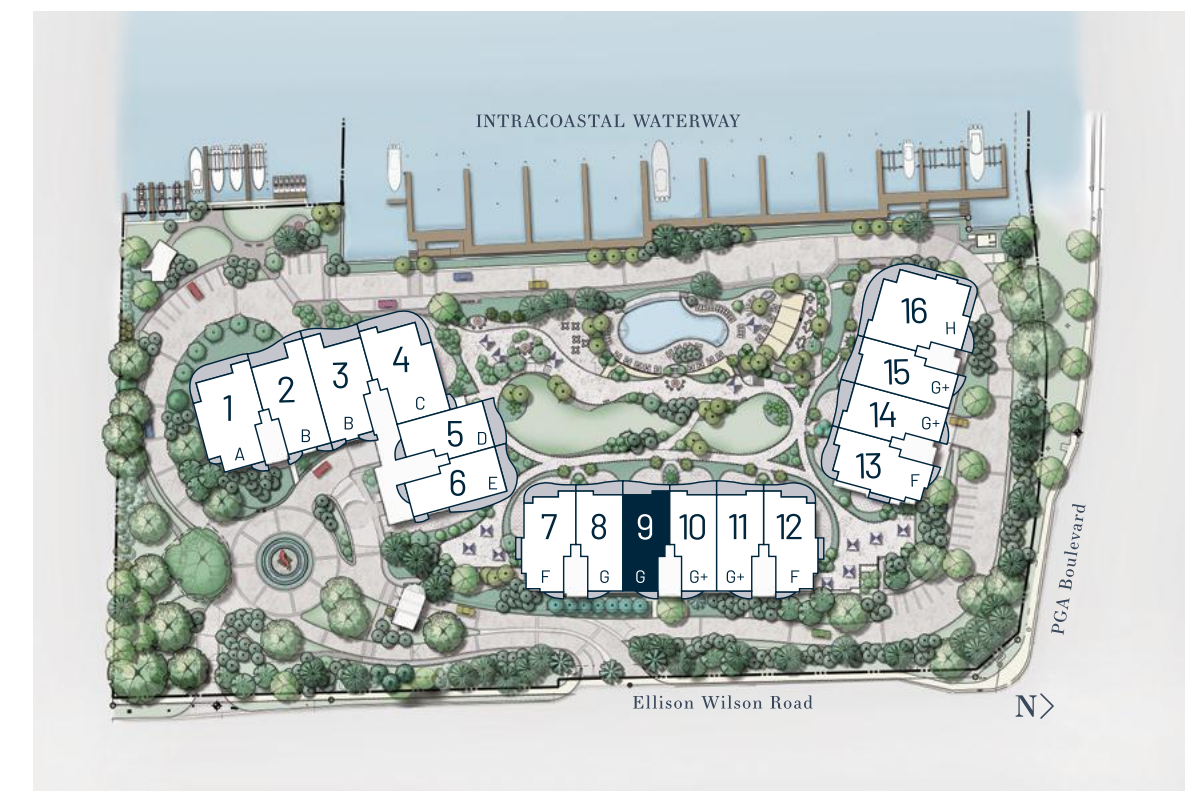 INTRACOASTAL WATERWAY
16
H
15
G+
14
G+
13
F
1
A
2
B
3
B
4
C
5
D
6
E
7
F
8
G
9
G
10
G+
11
G+
12
F
PGA Boulevard
Ellison Wilson Road
N